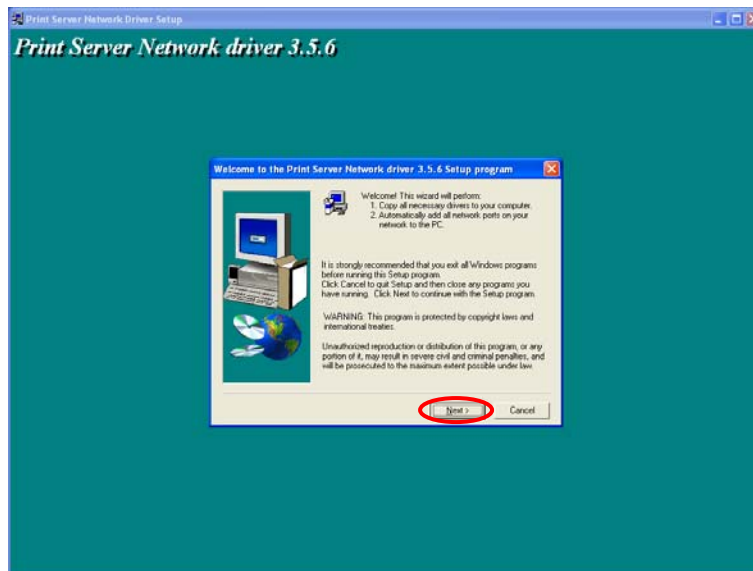 Print Server Network Driver Setup
Print Server Network driver 3.5.6
Welcome to the Print Server Network driver 3.5.6 Setup program
Welcome! This wizard will perform:
1. Copy all necessary drivers to your computer.
2. Automatically add all network ports on your
network to the PC.
It is strongly recommended that you exit all Windows programs
before running this Setup program.
Click Cancel to quit Setup and then close any programs you
have running. Click Next to continue with the Setup program.
WARNING: This program is protected by copyright laws and
international treaties.
Unauthorized reproduction or distribution of this program, or any
portion of it, may result in severe civil and criminal penalties, and
will be prosecuted to the maximum extent possible under law.
Next >
Cancel